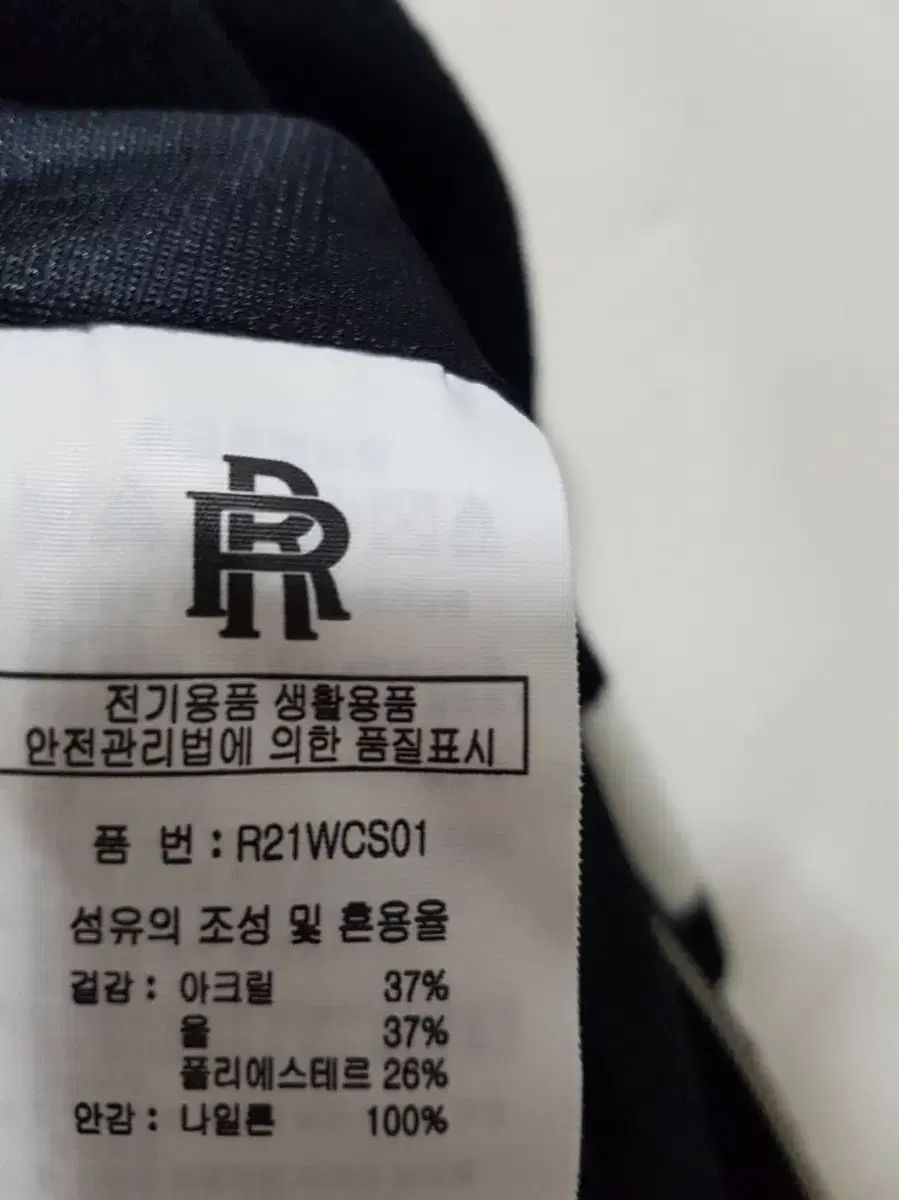 RR
전기용품 생활용품
안전관리법에 의한 품질표시
품 번 : R21WCS01
섬유의 조성 및 혼용율
겉감 : 아크릴 37%
울 37%
폴리에스테르 26%
안감 : 나일론 100%